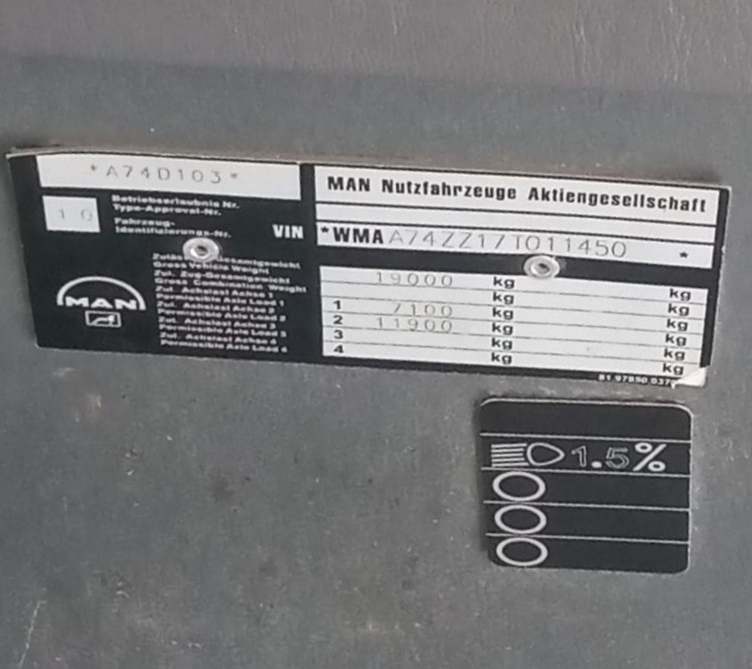 *A74D103*
MAN Nutzfahrzeuge Aktiengesellschaft
10
Betriebserlaubnis Nr.
Type-Approval-Nr.
Fahrzeug-
Identifizierungs-Nr.
VIN
*WMAA74ZZ17T011450 *
Gross Vehicle Weight
Zul. Zug-Gesamtgewicht
Gross Combination Weight
Zul. Achslast Achse 1
Permissible Axle Load 1
Zul. Achslast Achse 2
Permissible Axle Load 2
Zul. Achslast Achse 3
Permissible Axle Load 3
Zul. Achslast Achse 4
Permissible Axle Load 4
MAN
19000 kg kg
kg kg
1 7100 kg kg
2 11900 kg kg
3 kg kg
4 kg kg
1.5%